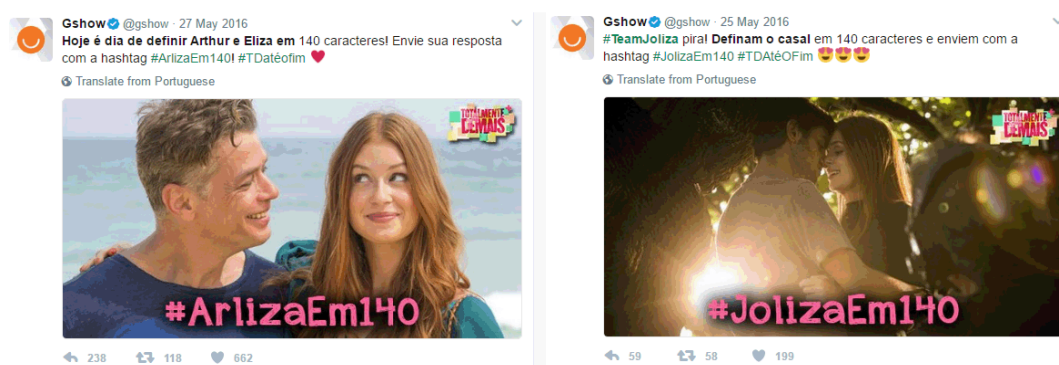 Gshow @gshow · 27 May 2016
Hoje é dia de definir Arthur e Eliza em 140 caracteres! Envie sua resposta
com a hashtag #ArlizaEm140! #TDatéofim
Translate from Portuguese
TOTALMENTE
DEMAIS
#ArlizaEm140
238 118 662
Gshow @gshow · 25 May 2016
#TeamJoliza pira! Definam o casal em 140 caracteres e enviem com a
hashtag #JolizaEm140 #TDAtéOFim 😍😍😍
Translate from Portuguese
TOTALMENTE
DEMAIS
#JolizaEm140
59 58 199